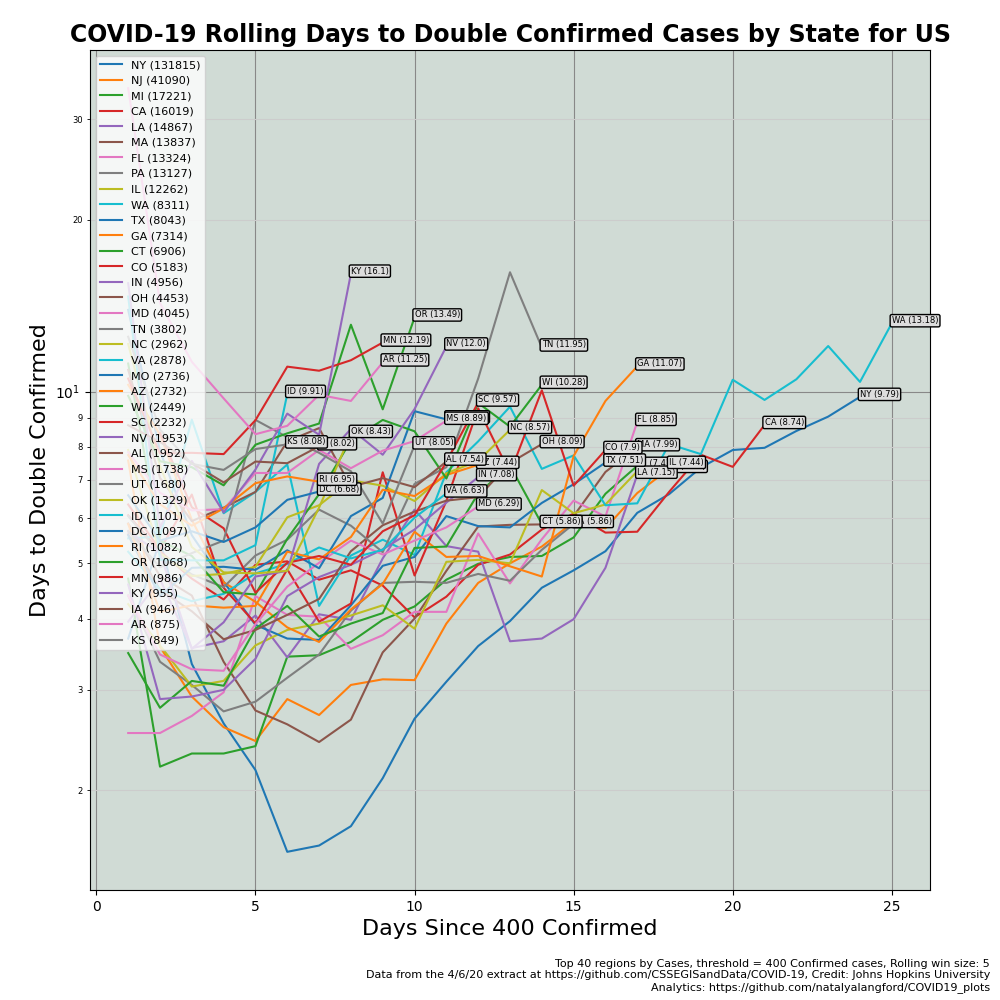 COVID-19 Rolling Days to Double Confirmed Cases by State for US
NY (131815)
NJ (41090)
MI (17221)
CA (16019)
LA (14867)
MA (13837)
FL (13324)
PA (13127)
IL (12262)
WA (8311)
TX (8043)
GA (7314)
CT (6906)
CO (5183)
IN (4956)
OH (4453)
MD (4045)
TN (3802)
NC (2962)
VA (2878)
MO (2736)
AZ (2732)
WI (2449)
SC (2232)
NV (1953)
AL (1952)
MS (1738)
UT (1680)
OK (1329)
ID (1101)
DC (1097)
RI (1082)
OR (1068)
MN (986)
KY (955)
IA (946)
AR (875)
KS (849)
30
20
10¹
9
8
7
6
5
4
3
2
Days to Double Confirmed
KY (16.1)
OR (13.49)
WA (13.18)
MN (12.19)
NV (12.0)
TN (11.95)
AR (11.25)
GA (11.07)
WI (10.28)
ID (9.91)
NY (9.79)
SC (9.57)
MS (8.89)
FL (8.85)
CA (8.74)
NC (8.57)
OK (8.43)
KS (8.08)
(8.02)
UT (8.05)
OH (8.09)
CO (7.9)
(7.99)
AL (7.54)
(7.44)
TX (7.51)
IL (7.44)
IN (7.08)
LA (7.15)
RI (6.95)
DC (6.68)
VA (6.63)
MD (6.29)
CT (5.86)
(5.86)
0
5
10
15
20
25
Days Since 400 Confirmed
Top 40 regions by Cases, threshold = 400 Confirmed cases, Rolling win size: 5
Data from the 4/6/20 extract at https://github.com/CSSEGISandData/COVID-19, Credit: Johns Hopkins University
Analytics: https://github.com/natalyalangford/COVID19_plots